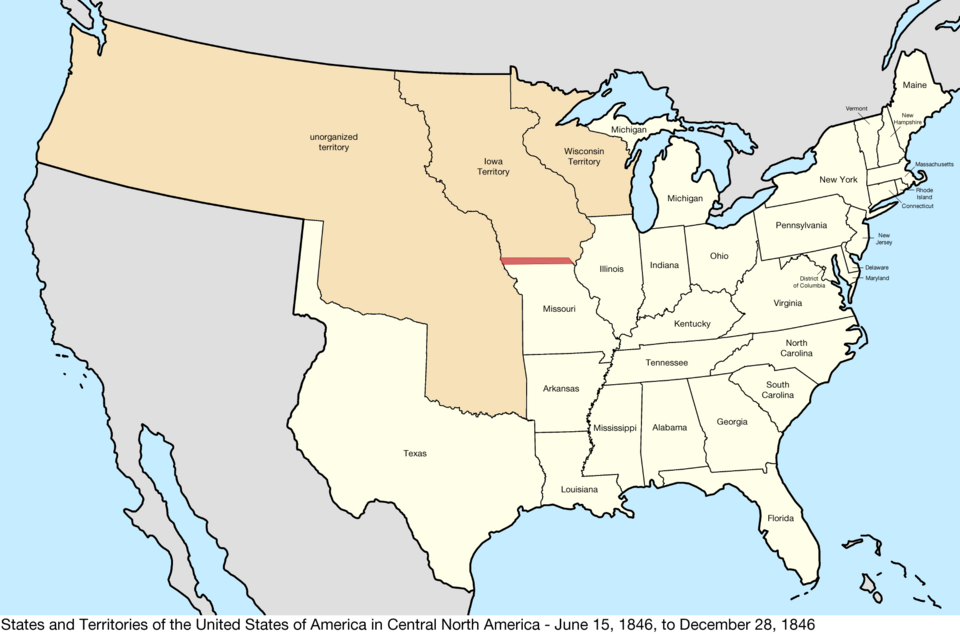 Maine
Vermont
New
Hampshire
unorganized
territory
Iowa
Territory
Wisconsin
Territory
Michigan
Michigan
New York
Massachusetts
Rhode
Island
Connecticut
Pennsylvania
New
Jersey
Illinois
Indiana
Ohio
Delaware
Maryland
District
of Columbia
Virginia
Missouri
Kentucky
North
Carolina
Tennessee
Arkansas
South
Carolina
Mississippi
Alabama
Georgia
Texas
Louisiana
Florida
States and Territories of the United States of America in Central North America - June 15, 1846, to December 28, 1846